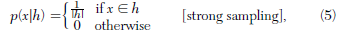 p(x|h) = { 1/|h| if x ∈ h
0 otherwise [strong sampling], (5)